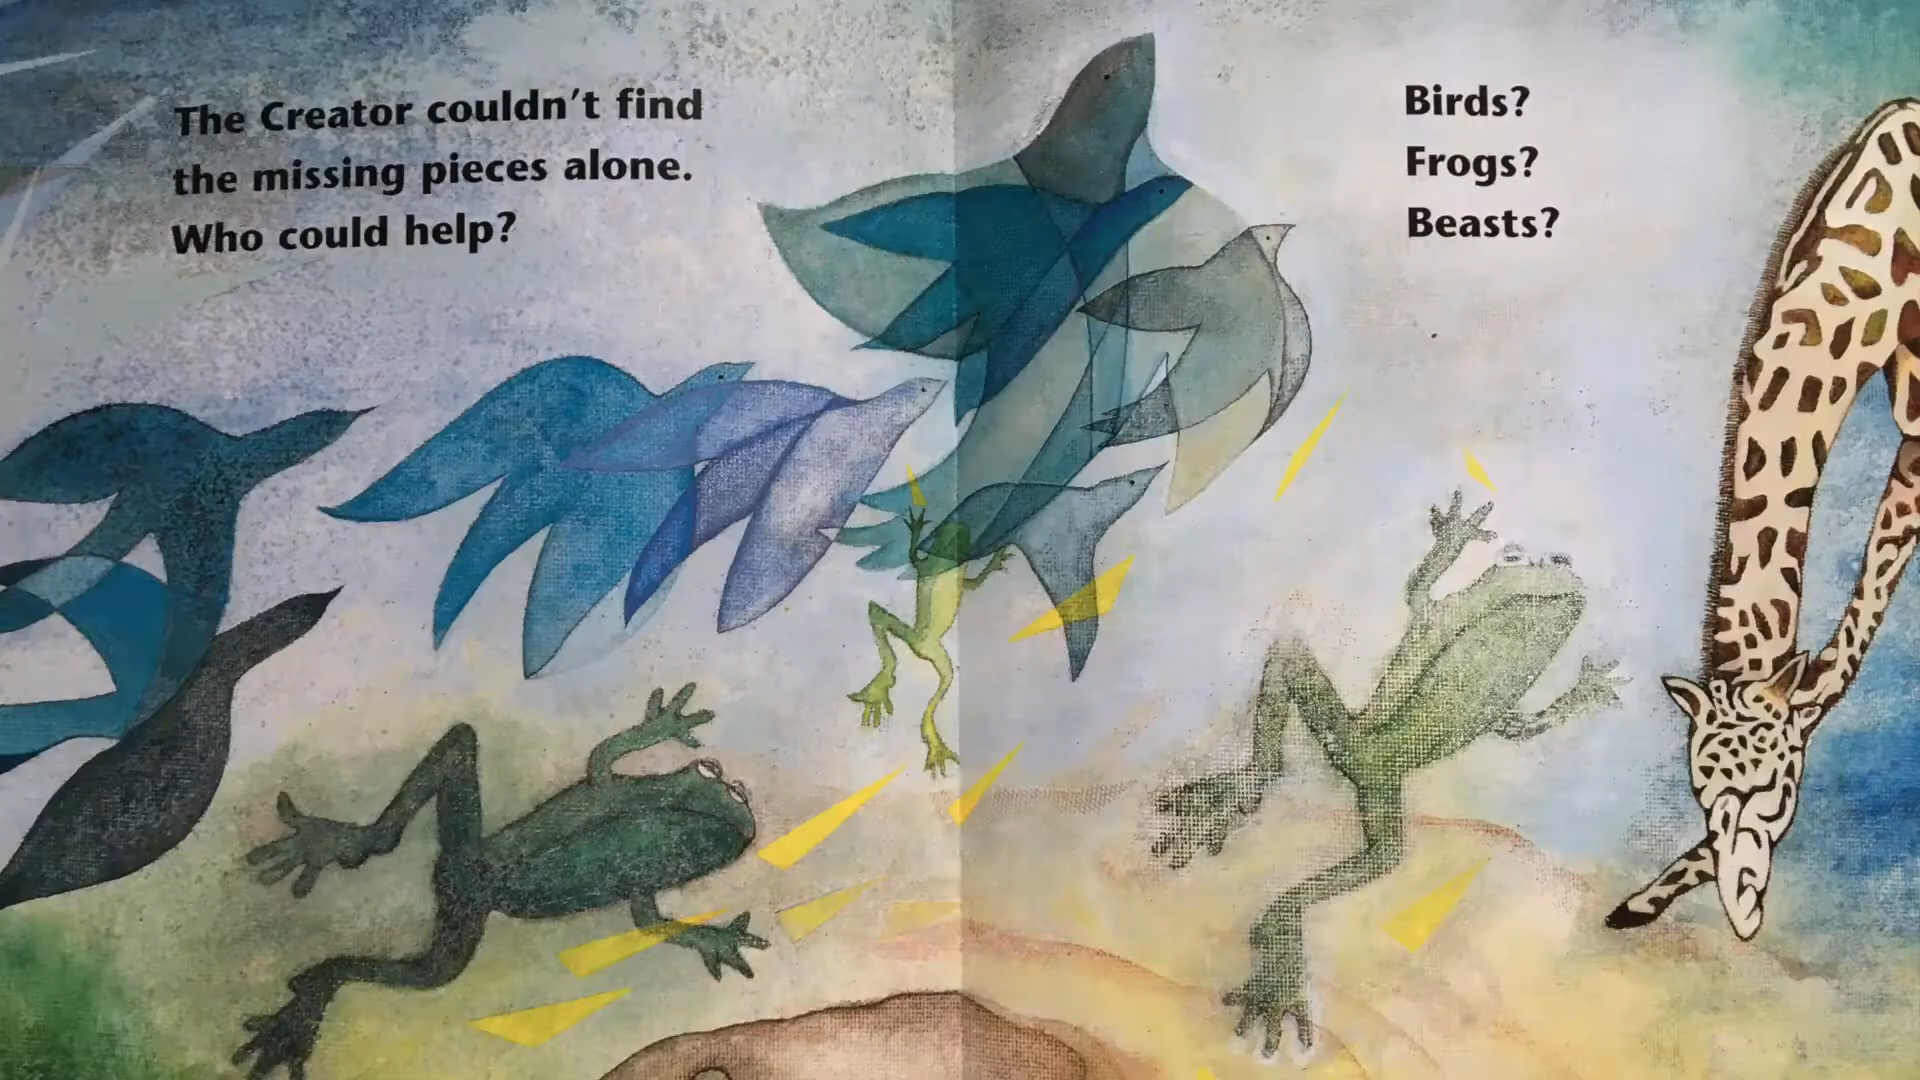 The Creator couldn't find
the missing pieces alone.
Who could help?
Birds?
Frogs?
Beasts?